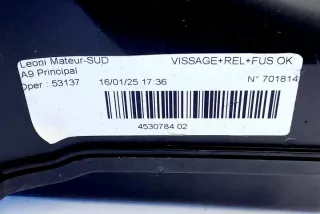 Leoni Mateur-SUD VISSAGE+REL+FUS OK
A9 Principal
Oper : 53137 16/01/25 17:36 N° 701814
4530784 02